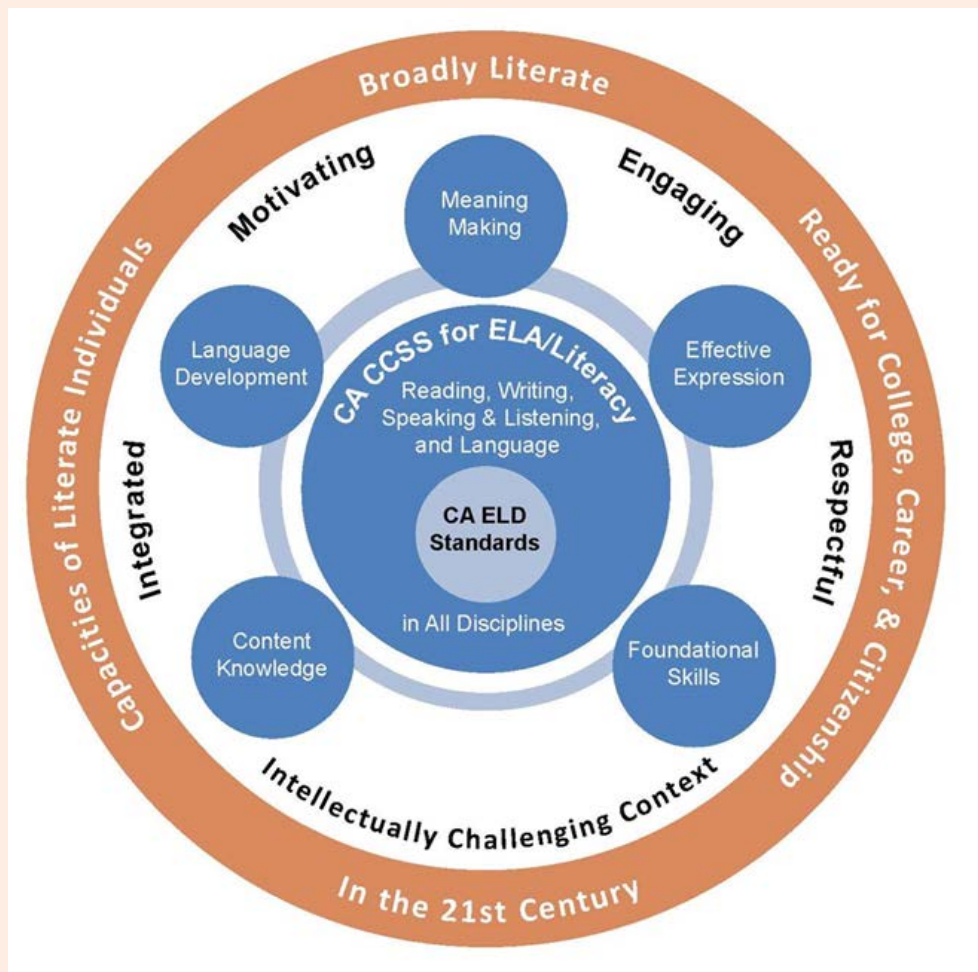 Broadly Literate
Ready for College, Career, & Citizenship
In the 21st Century
Capacities of Literate Individuals
Motivating
Engaging
Respectful
Intellectually Challenging Context
Integrated
Meaning
Making
Effective
Expression
Foundational
Skills
Content
Knowledge
Language
Development
CA CCSS for ELA/Literacy
Reading, Writing,
Speaking & Listening,
and Language
CA ELD
Standards
in All Disciplines